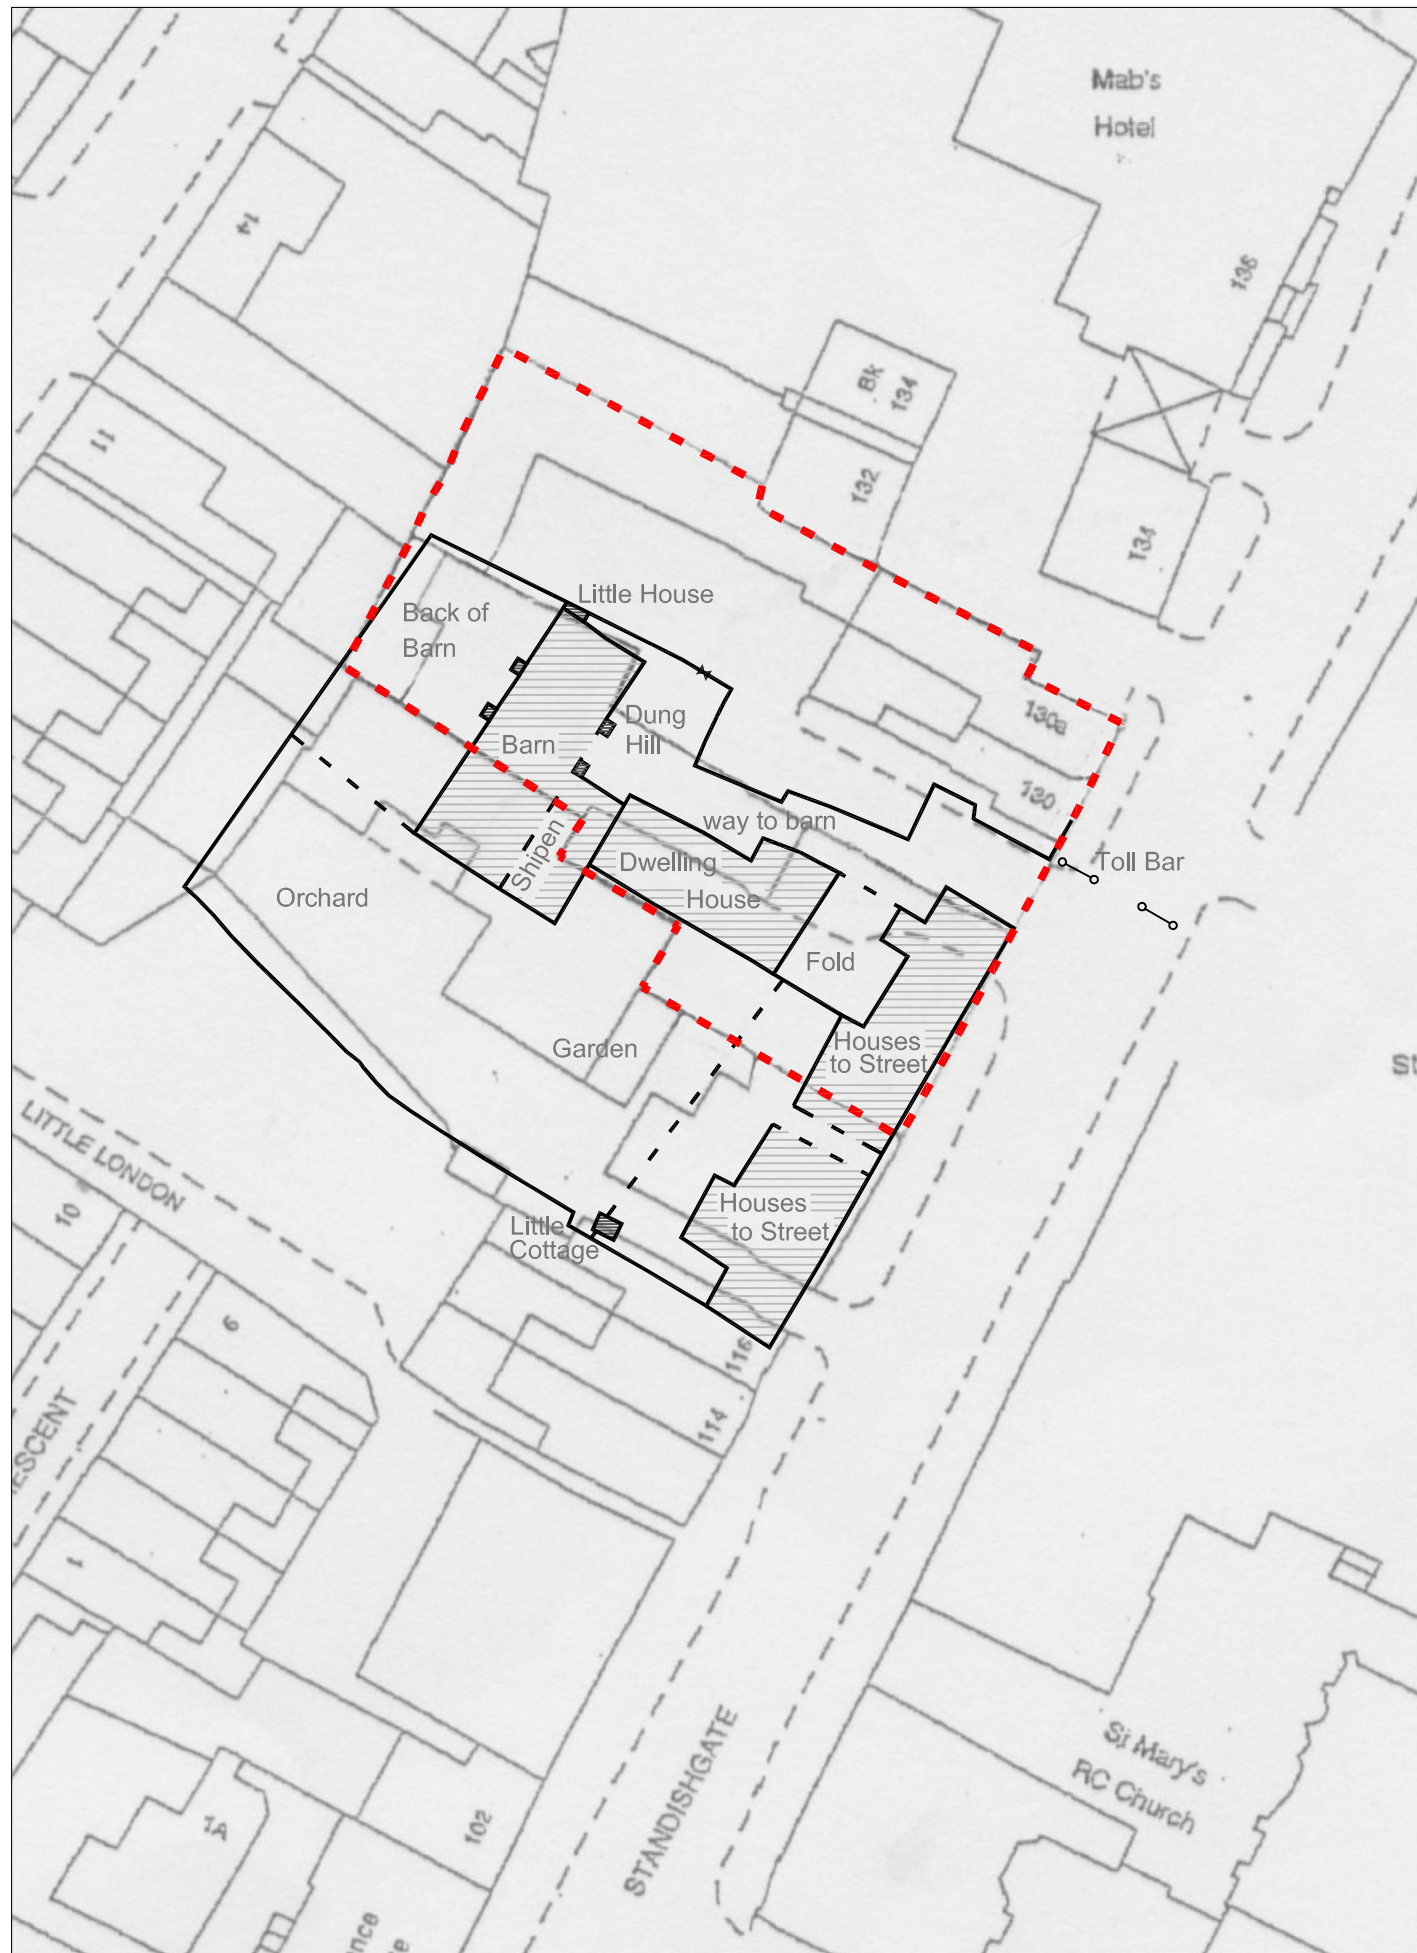 Mab's
Hotel
14
136
Bk
134
11
132
134
Little House
Back of
Barn
130a
Dung
Hill
Barn
130
way to barn
Shipen
Dwelling
House
Toll Bar
Orchard
Fold
Garden
Houses
to Street
St
LITTLE LONDON
10
Houses
to Street
Little
Cottage
6
116
114
ESCENT
1
STANDISHGATE
St Mary's
RC Church
1A
102
nce
e